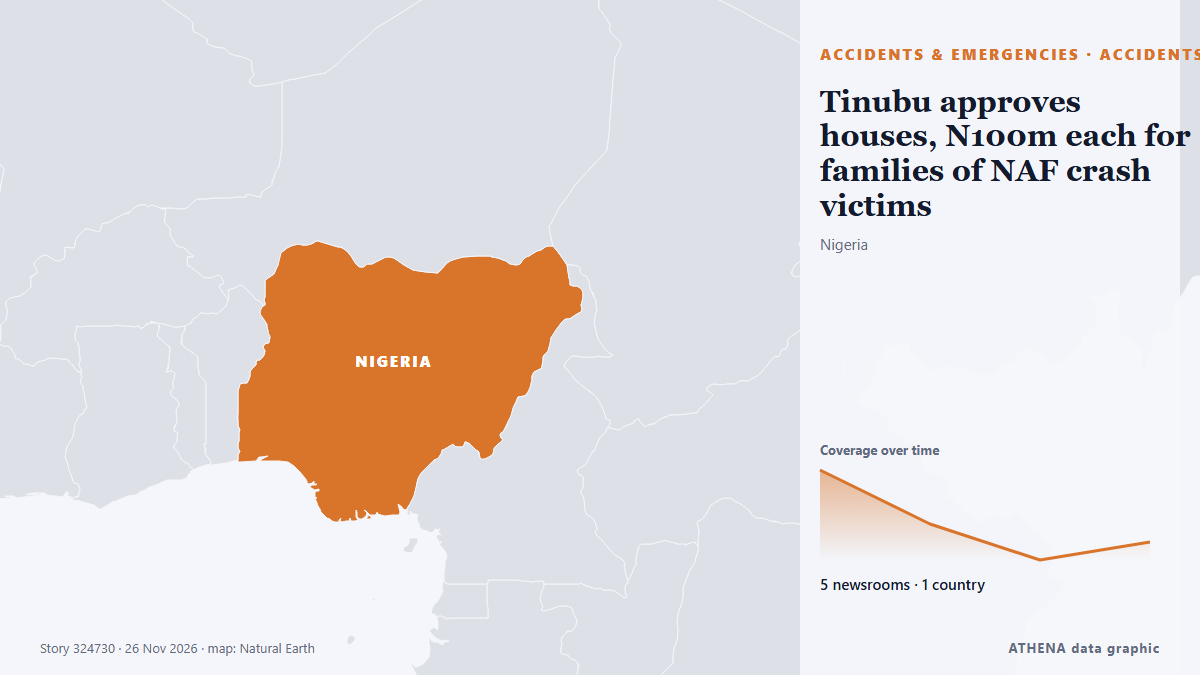 ACCIDENTS & EMERGENCIES · ACCIDENTS
Tinubu approves
houses, N100m each for
families of NAF crash
victims
Nigeria
NIGERIA
Coverage over time
5 newsrooms · 1 country
Story 324730 · 26 Nov 2026 · map: Natural Earth
ATHENA data graphic